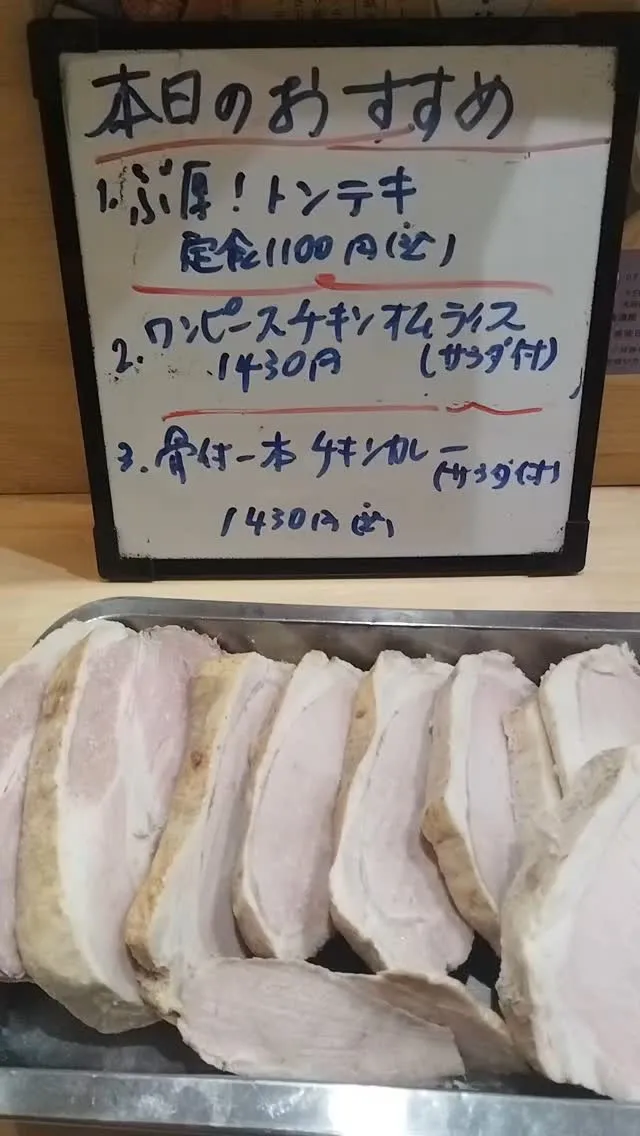 本日のおすすめ
1. ぶ厚！トンテキ
定食1100円(込)
2. ワンピースチキンオムライス
1430円 (サラダ付)
3. 骨付一本チキンカレー
(サラダ付)
1430円(込)